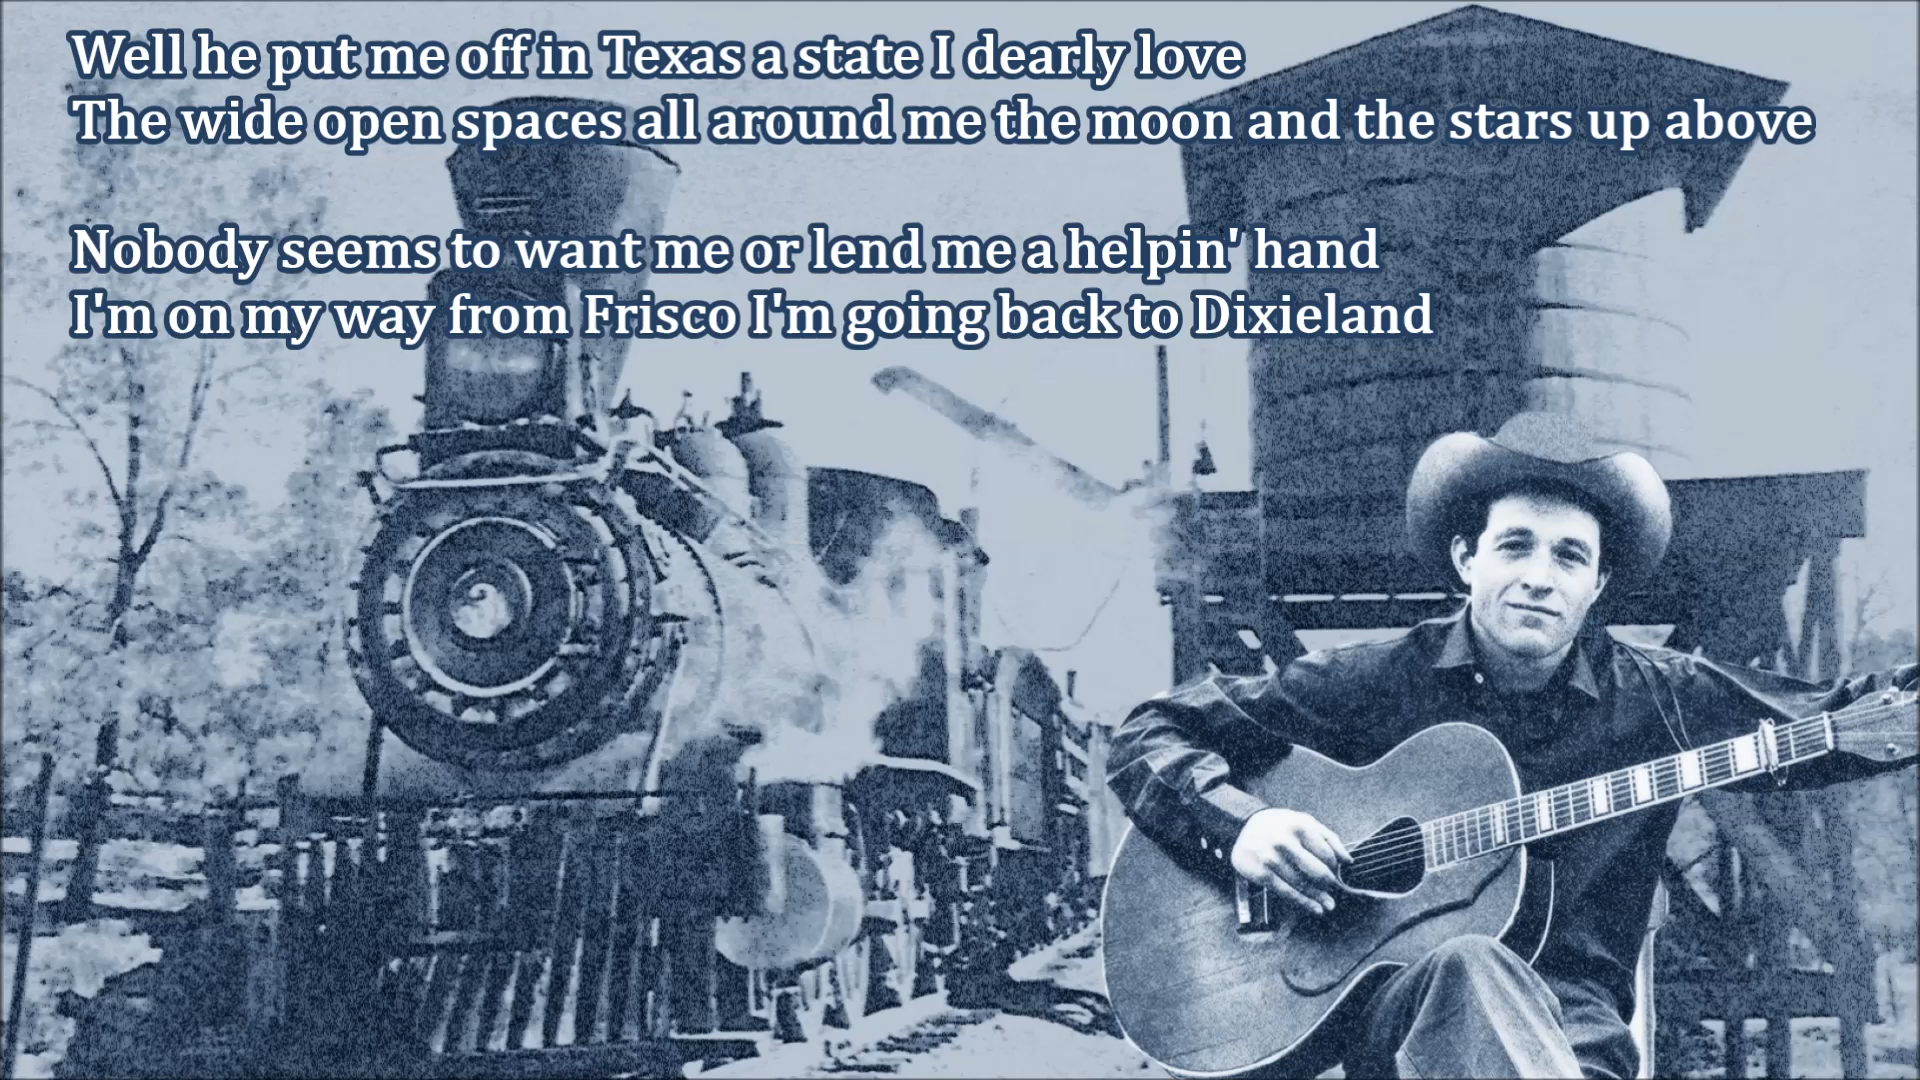 Well he put me off in Texas a state I dearly love
The wide open spaces all around me the moon and the stars up above
Nobody seems to want me or lend me a helpin' hand
I'm on my way from Frisco I'm going back to Dixieland